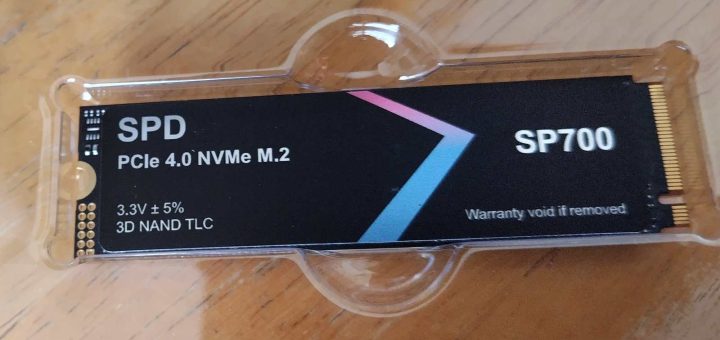 SPD
PCIe 4.0 NVMe M.2
SP700
3.3V ± 5%
3D NAND TLC
Warranty void if removed